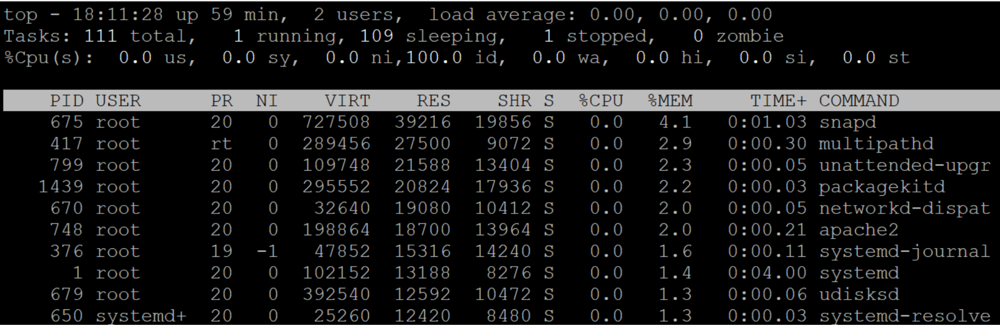 top - 18:11:28 up 59 min,  2 users,  load average: 0.00, 0.00, 0.00
Tasks: 111 total,   1 running, 109 sleeping,   1 stopped,   0 zombie
%Cpu(s):  0.0 us,  0.0 sy,  0.0 ni,100.0 id,  0.0 wa,  0.0 hi,  0.0 si,  0.0 st
    PID USER      PR  NI    VIRT    RES    SHR S  %CPU  %MEM     TIME+ COMMAND
    675 root      20   0  727508  39216  19856 S   0.0   4.1   0:01.03 snapd
    417 root      rt   0  289456  27500   9072 S   0.0   2.9   0:00.30 multipathd
    799 root      20   0  109748  21588  13404 S   0.0   2.3   0:00.05 unattended-upgr
   1439 root      20   0  295552  20824  17936 S   0.0   2.2   0:00.03 packagekitd
    670 root      20   0   32640  19080  10412 S   0.0   2.0   0:00.05 networkd-dispat
    748 root      20   0  198864  18700  13964 S   0.0   2.0   0:00.21 apache2
    376 root      19  -1   47852  15316  14240 S   0.0   1.6   0:00.11 systemd-journal
      1 root      20   0  102152  13188   8276 S   0.0   1.4   0:04.00 systemd
    679 root      20   0  392540  12592  10472 S   0.0   1.3   0:00.06 udisksd
    650 systemd+  20   0   25260  12420   8480 S   0.0   1.3   0:00.03 systemd-resolve